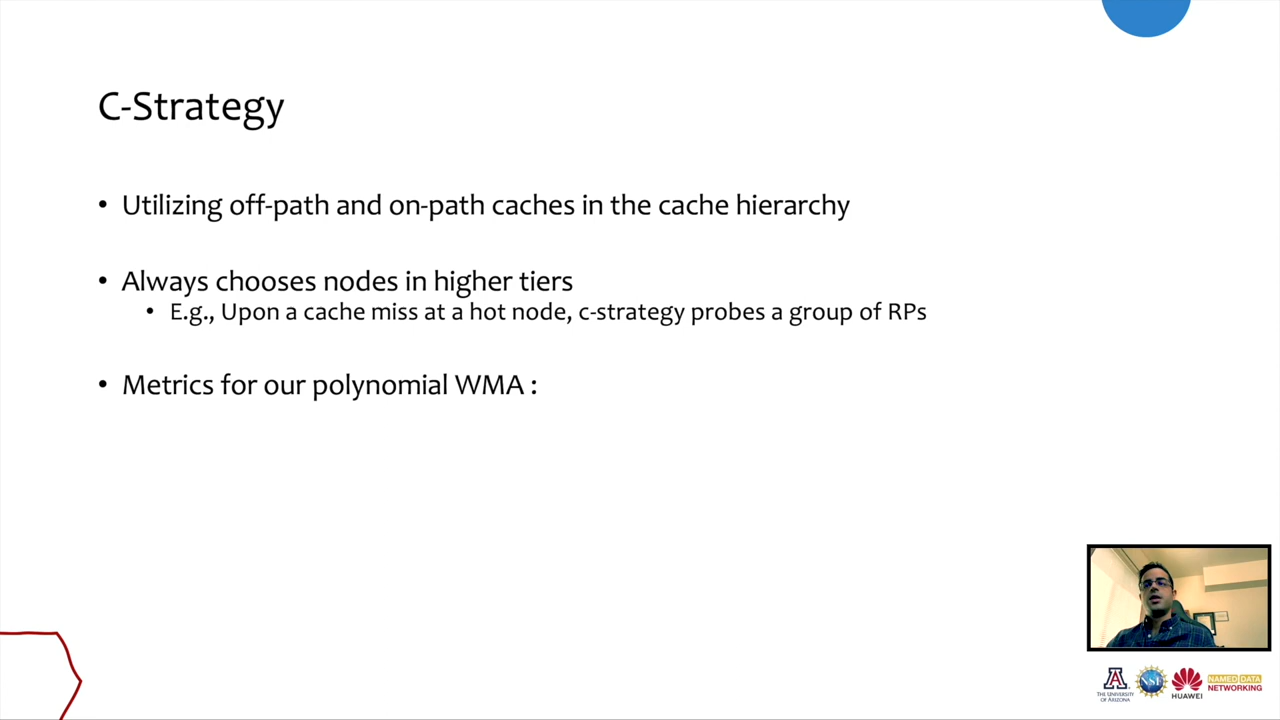 C-Strategy
• Utilizing off-path and on-path caches in the cache hierarchy
• Always chooses nodes in higher tiers
• E.g., Upon a cache miss at a hot node, c-strategy probes a group of RPs
• Metrics for our polynomial WMA :
THE UNIVERSITY
OF ARIZONA
NSF
HUAWEI
NAMED DATA
NETWORKING